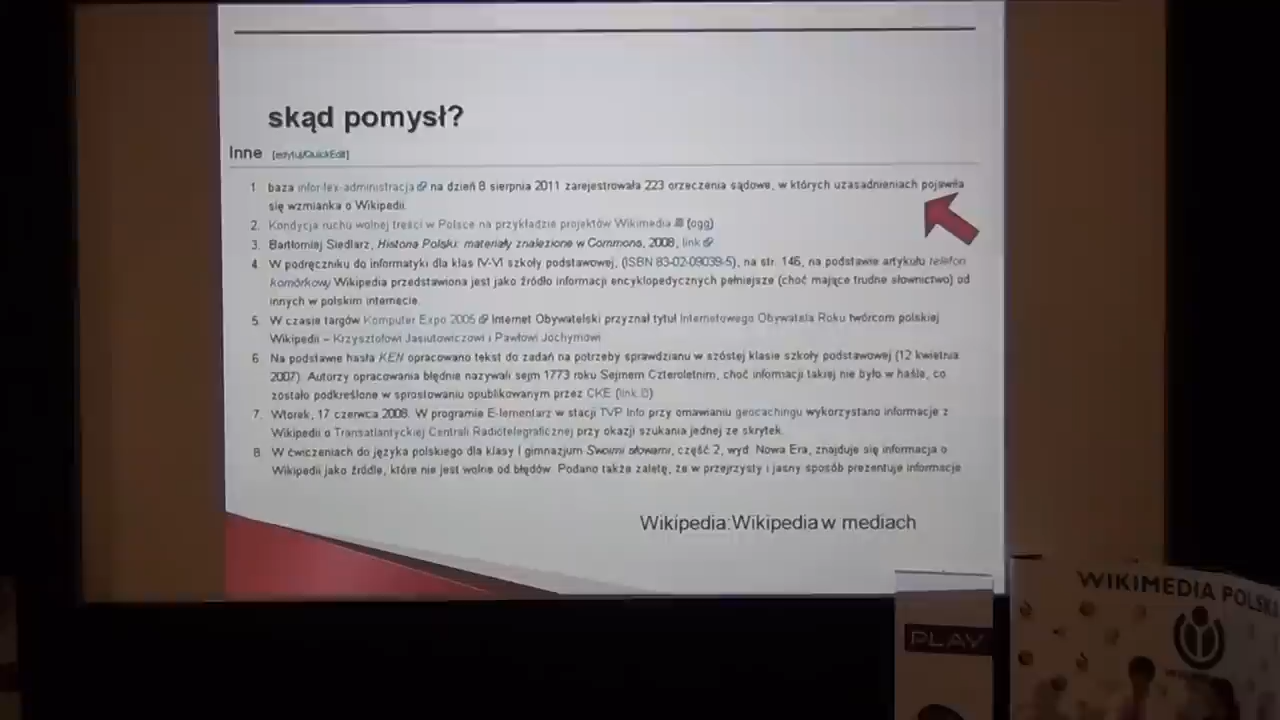 skąd pomysł?
Inne [edytuj/QuickEdit]
1. baza infor-lex-administracja na dzień 8 sierpnia 2011 zarejestrowała 223 orzeczenia sądowe, w których uzasadnieniach pojawiła
się wzmianka o Wikipedii.
2. Kondycja ruchu wolnej treści w Polsce na przykładzie projektów Wikimedia (ogg)
3. Bartłomiej Siedlarz, Historia Polski: materiały znalezione w Commons, 2008, link
4. W podręczniku do informatyki dla klas IV-VI szkoły podstawowej, (ISBN 83-02-09039-5), na str. 146, na podstawie artykułu telefon
komórkowy Wikipedia przedstawiona jest jako źródło informacji encyklopedycznych pełniejsze (choć mające trudne słownictwo) od
innych w polskim internecie.
5. W czasie targów Komputer Expo 2005 Internet Obywatelski przyznał tytuł Internetowego Obywatela Roku twórcom polskiej
Wikipedii – Krzysztofowi Jasiutowiczowi i Pawłowi Jochymowi
6. Na podstawie hasła KEN opracowano tekst do zadań na potrzeby sprawdzianu w szóstej klasie szkoły podstawowej (12 kwietnia
2007). Autorzy opracowania błędnie nazywali sejm 1773 roku Sejmem Czteroletnim, choć informacji takiej nie było w haśle, co
zostało podkreślone w sprostowaniu opublikowanym przez CKE (link)
7. Wtorek, 17 czerwca 2008. W programie E-lementarz w stacji TVP Info przy omawianiu geocachingu wykorzystano informacje z
Wikipedii o Transatlantyckiej Centrali Radiotelegraficznej przy okazji szukania jednej ze skrytek.
8. W ćwiczeniach do języka polskiego dla klasy I gimnazjum Swoimi słowami, część 2, wyd. Nowa Era, znajduje się informacja o
Wikipedii jako źródle, które nie jest wolne od błędów. Podano także zaletę, że w przejrzysty i jasny sposób prezentuje informacje
Wikipedia:Wikipedia w mediach
WIKIMEDIA POLSKA
PLAY